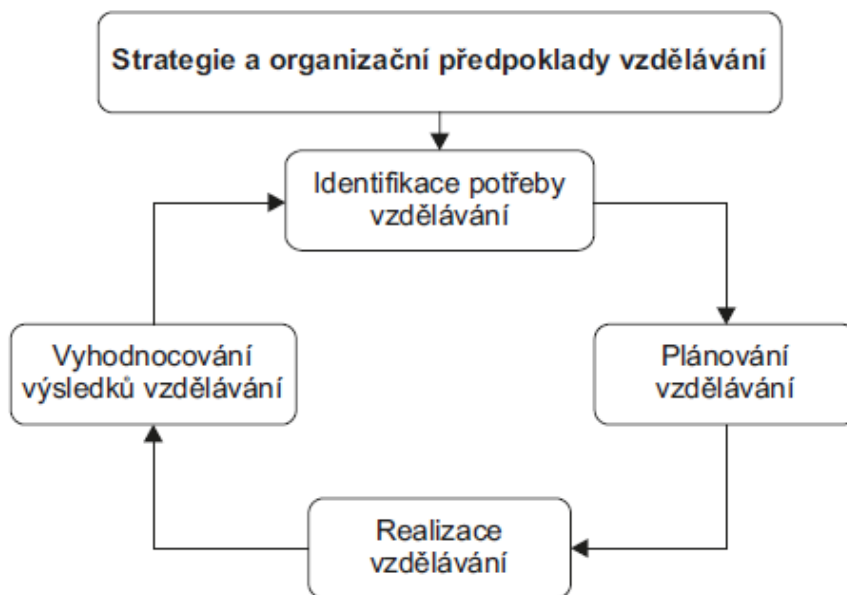 Strategie a organizační předpoklady vzdělávání
Identifikace potřeby
vzdělávání
Vyhodnocování
výsledků vzdělávání
Plánování
vzdělávání
Realizace
vzdělávání